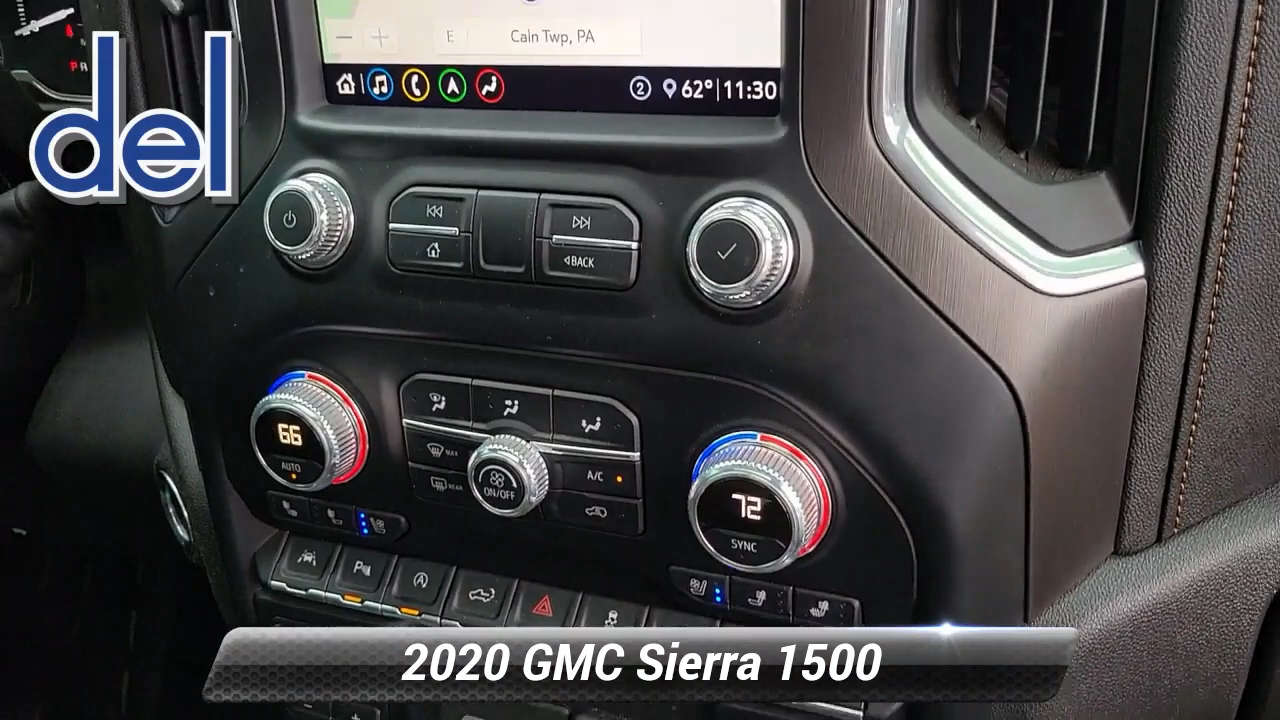 del
P R
E Cain Twp, PA
2 62° 11:30
BACK
66
AUTO
MAX
REAR
ON/OFF
A/C
72
SYNC
2020 GMC Sierra 1500